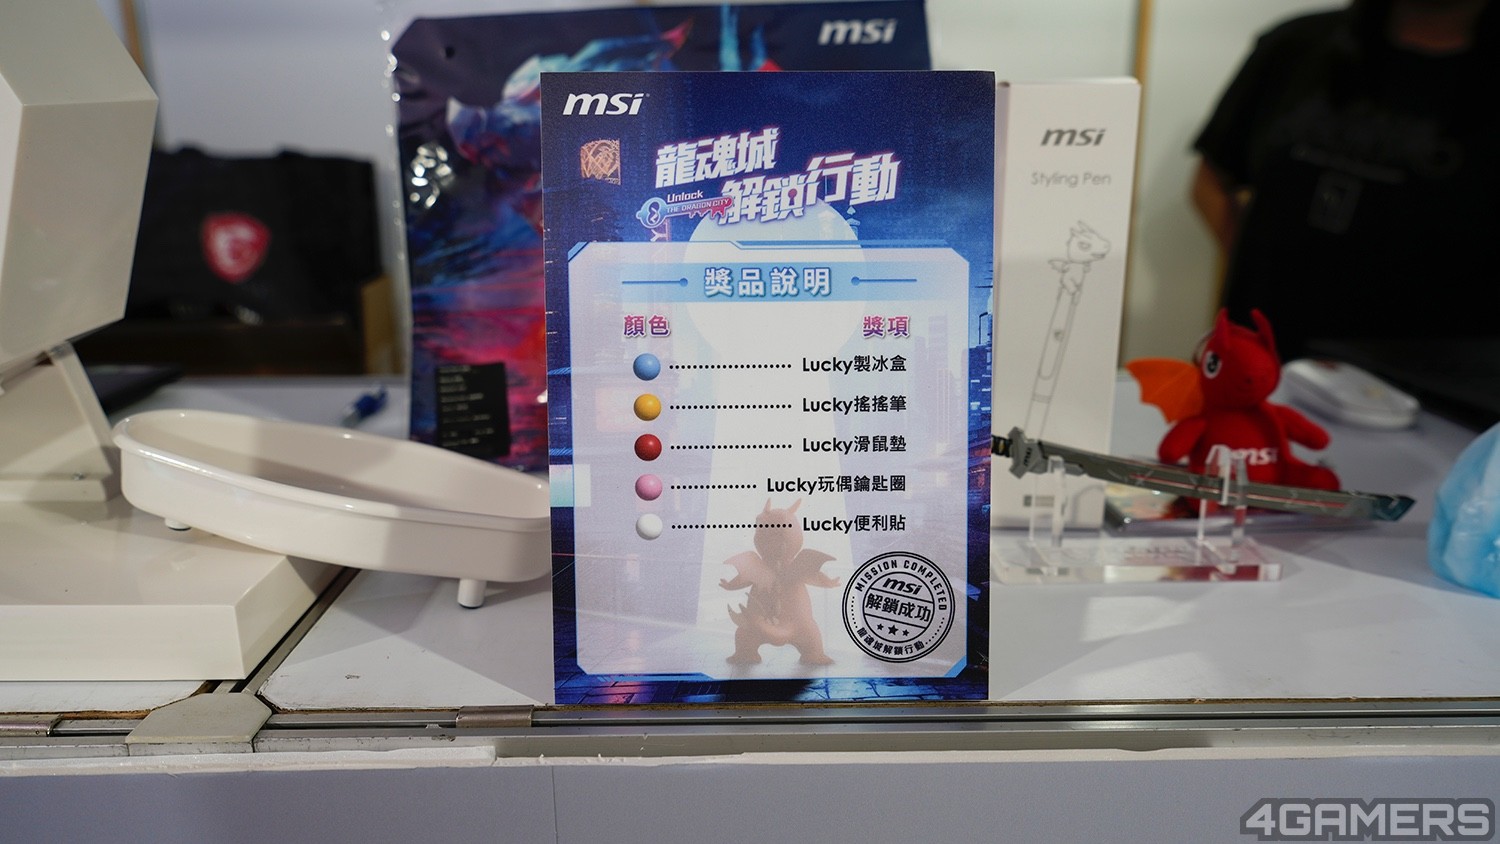 msi
msi
龍魂城
解鎖行動
Unlock
THE DRAGON CITY
獎品說明
顏色 獎項
Lucky製冰盒
Lucky搖搖筆
Lucky滑鼠墊
Lucky玩偶鑰匙圈
Lucky便利貼
MISSION COMPLETED
msi
解鎖成功
龍魂城解鎖行動
msi
Styling Pen
msi
4GAMERS